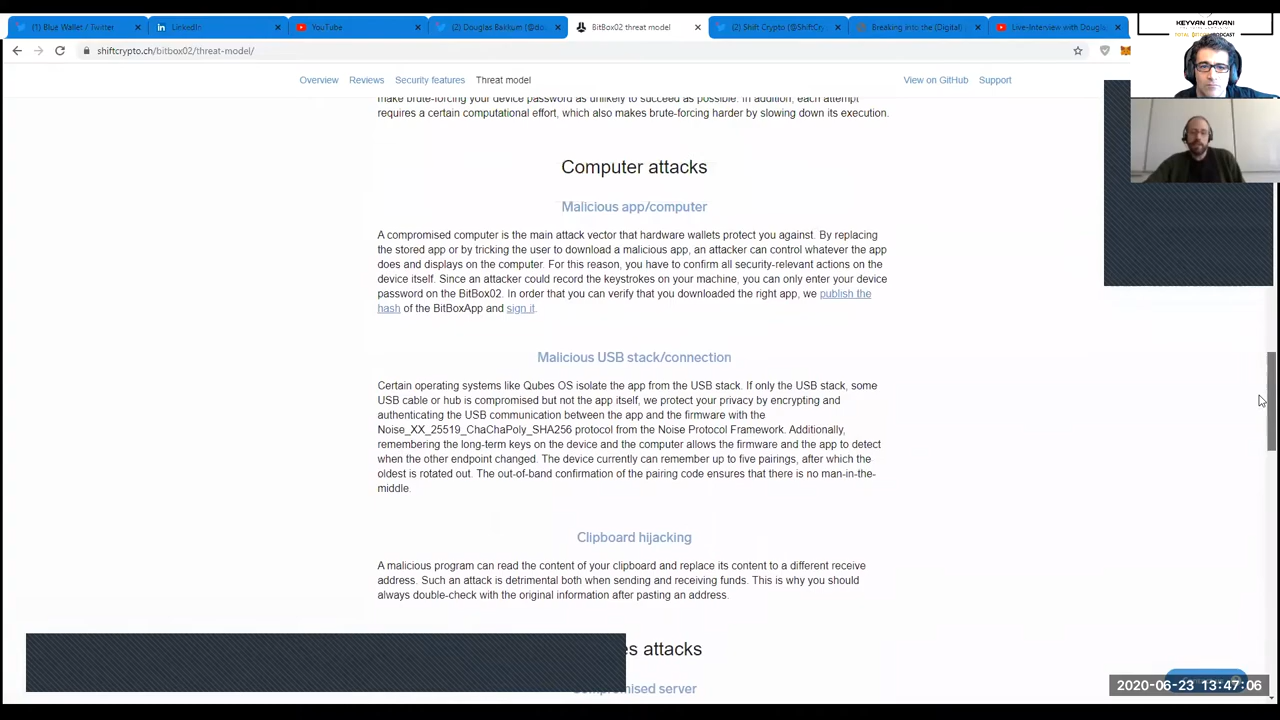 (1) Blue Wallet / Twitter
LinkedIn
YouTube
(2) Douglas Bakkum (@do
BitBox02 threat model
(2) Shift Crypto (@ShiftCry
Breaking into the (Digital)
Live-Interview with Dougla
KEYVAN DAVANI
TOTAL PODCAST
shiftcrypto.ch/bitbox02/threat-model/
Overview Reviews Security features Threat model View on GitHub Support
make brute-forcing your device password as unlikely to succeed as possible. In addition, each attempt
requires a certain computational effort, which also makes brute-forcing harder by slowing down its execution.
Computer attacks
Malicious app/computer
A compromised computer is the main attack vector that hardware wallets protect you against. By replacing
the stored app or by tricking the user to download a malicious app, an attacker can control whatever the app
does and displays on the computer. For this reason, you have to confirm all security-relevant actions on the
device itself. Since an attacker could record the keystrokes on your machine, you can only enter your device
password on the BitBox02. In order that you can verify that you downloaded the right app, we publish the
hash of the BitBoxApp and sign it.
Malicious USB stack/connection
Certain operating systems like Qubes OS isolate the app from the USB stack. If only the USB stack, some
USB cable or hub is compromised but not the app itself, we protect your privacy by encrypting and
authenticating the USB communication between the app and the firmware with the
Noise_XX_25519_ChaChaPoly_SHA256 protocol from the Noise Protocol Framework. Additionally,
remembering the long-term keys on the device and the computer allows the firmware and the app to detect
when the other endpoint changed. The device currently can remember up to five pairings, after which the
oldest is rotated out. The out-of-band confirmation of the pairing code ensures that there is no man-in-the-
middle.
Clipboard hijacking
A malicious program can read the content of your clipboard and replace its content to a different receive
address. Such an attack is detrimental both when sending and receiving funds. This is why you should
always double-check with the original information after pasting an address.
es attacks
mised server
2020-06-23 13:47:06